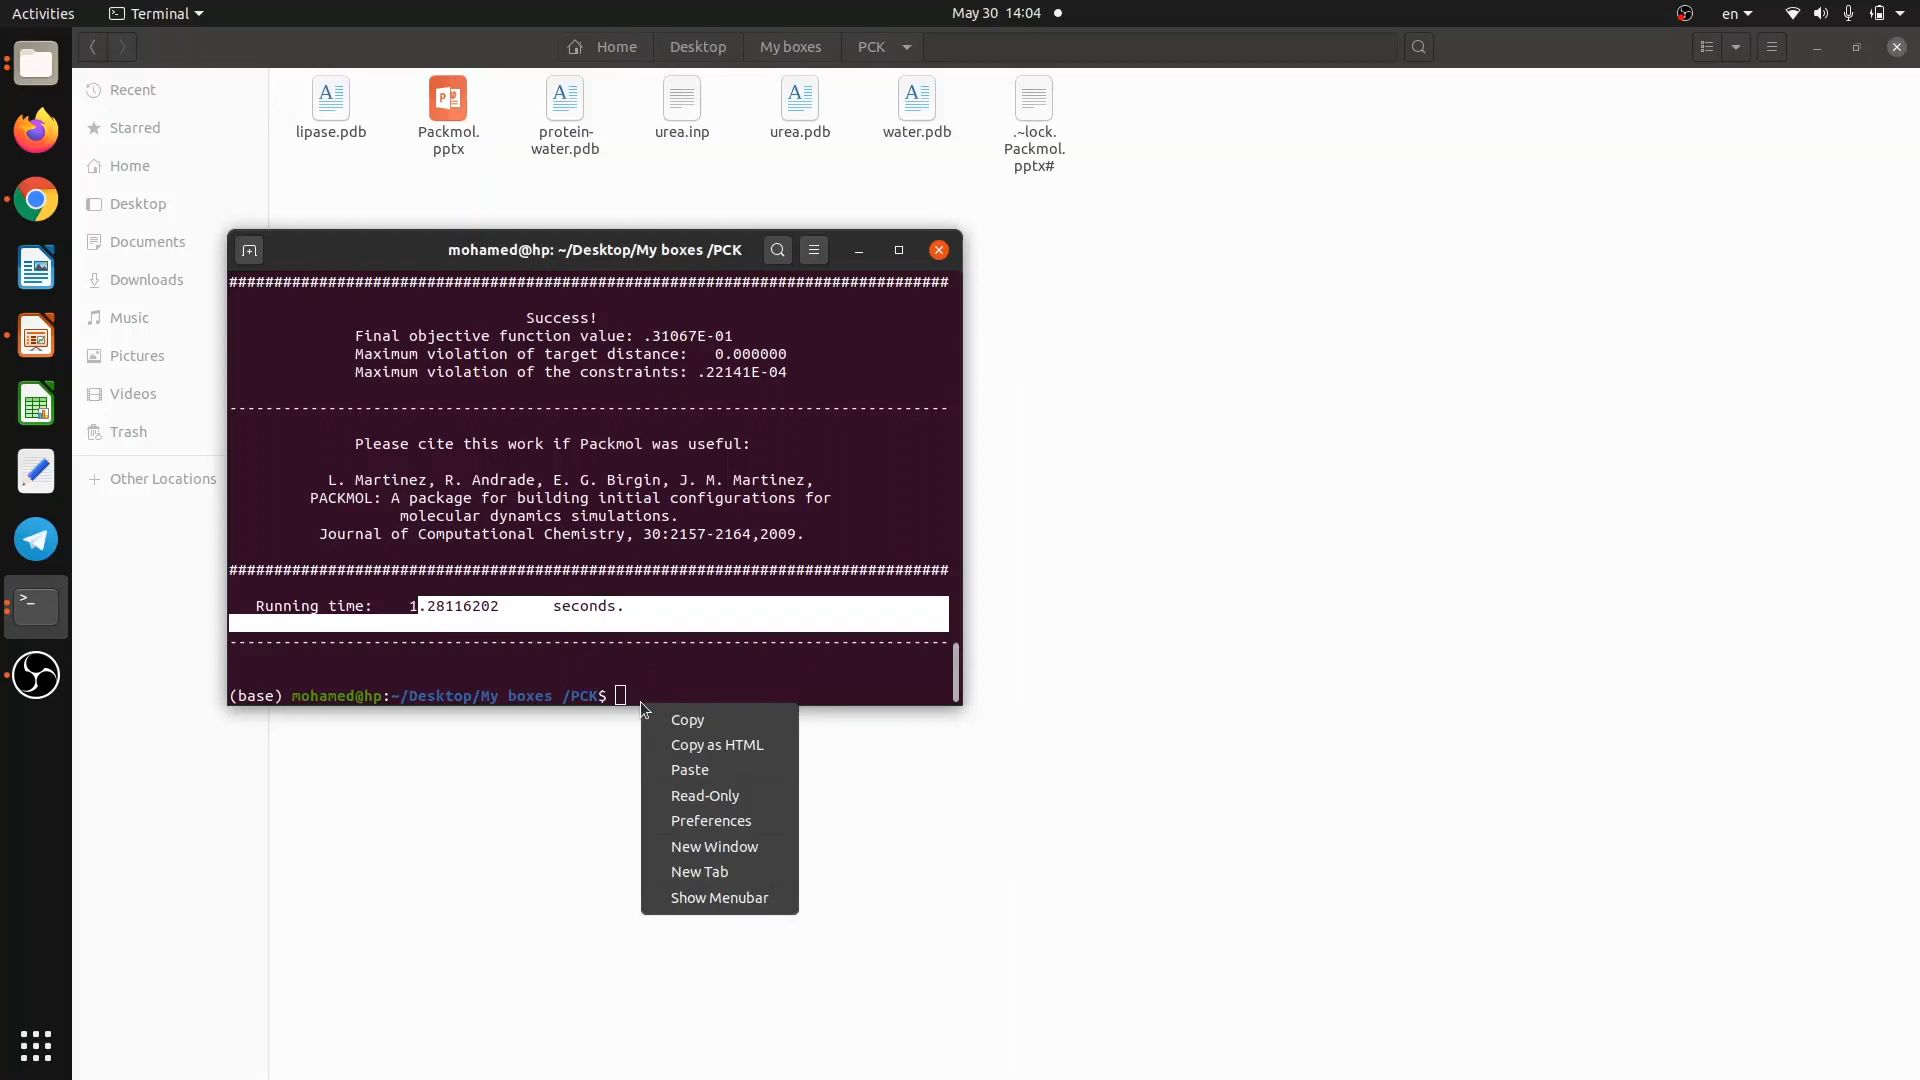 Activities
Terminal
May 30 14:04
en
Home
Desktop
My boxes
PCK
Recent
Starred
Home
Desktop
Documents
Downloads
Music
Pictures
Videos
Trash
Other Locations
lipase.pdb
Packmol.
pptx
protein-
water.pdb
urea.inp
urea.pdb
water.pdb
.~lock.
Packmol.
pptx#
mohamed@hp: ~/Desktop/My boxes /PCK
################################################################################
Success!
Final objective function value: .31067E-01
Maximum violation of target distance: 0.000000
Maximum violation of the constraints: .22141E-04
--------------------------------------------------------------------------------
Please cite this work if Packmol was useful:
L. Martinez, R. Andrade, E. G. Birgin, J. M. Martinez,
PACKMOL: A package for building initial configurations for
molecular dynamics simulations.
Journal of Computational Chemistry, 30:2157-2164,2009.
################################################################################
Running time: 1.28116202 seconds.
--------------------------------------------------------------------------------
(base) mohamed@hp:~/Desktop/My boxes /PCK$
Copy
Copy as HTML
Paste
Read-Only
Preferences
New Window
New Tab
Show Menubar